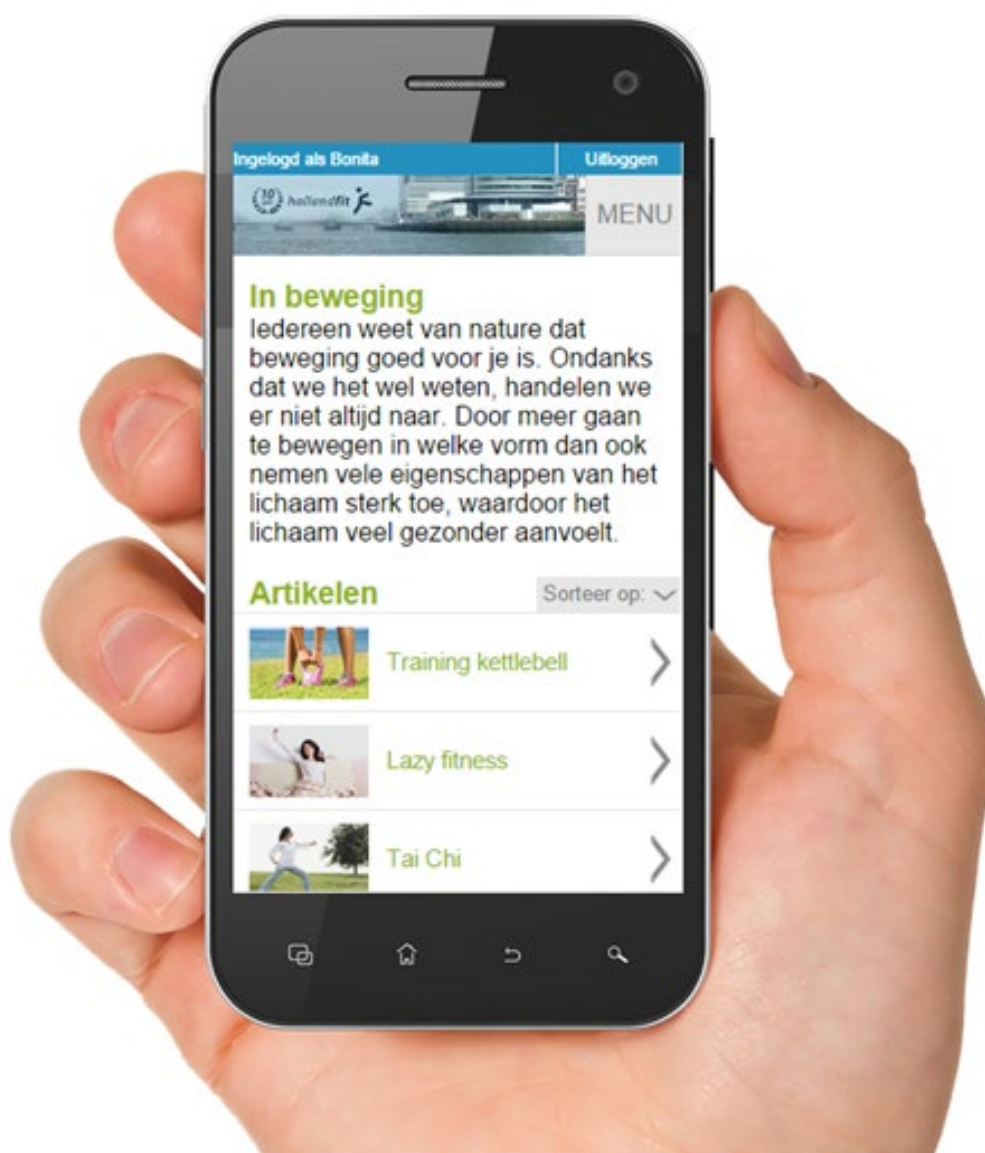 Ingelogd als Bonita
Uitloggen
10
hollandfit
MENU
In beweging
Iedereen weet van nature dat
beweging goed voor je is. Ondanks
dat we het wel weten, handelen we
er niet altijd naar. Door meer gaan
te bewegen in welke vorm dan ook
nemen vele eigenschappen van het
lichaam sterk toe, waardoor het
lichaam veel gezonder aanvoelt.
Artikelen
Sorteer op:
Training kettlebell
Lazy fitness
Tai Chi